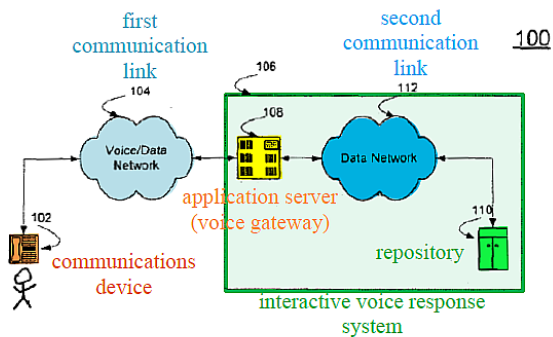 first
communication
link
second
communication
link
100
104
106
108
112
Voice/Data
Network
Data Network
application server
(voice gateway)
102
110
communications
device
repository
interactive voice response
system